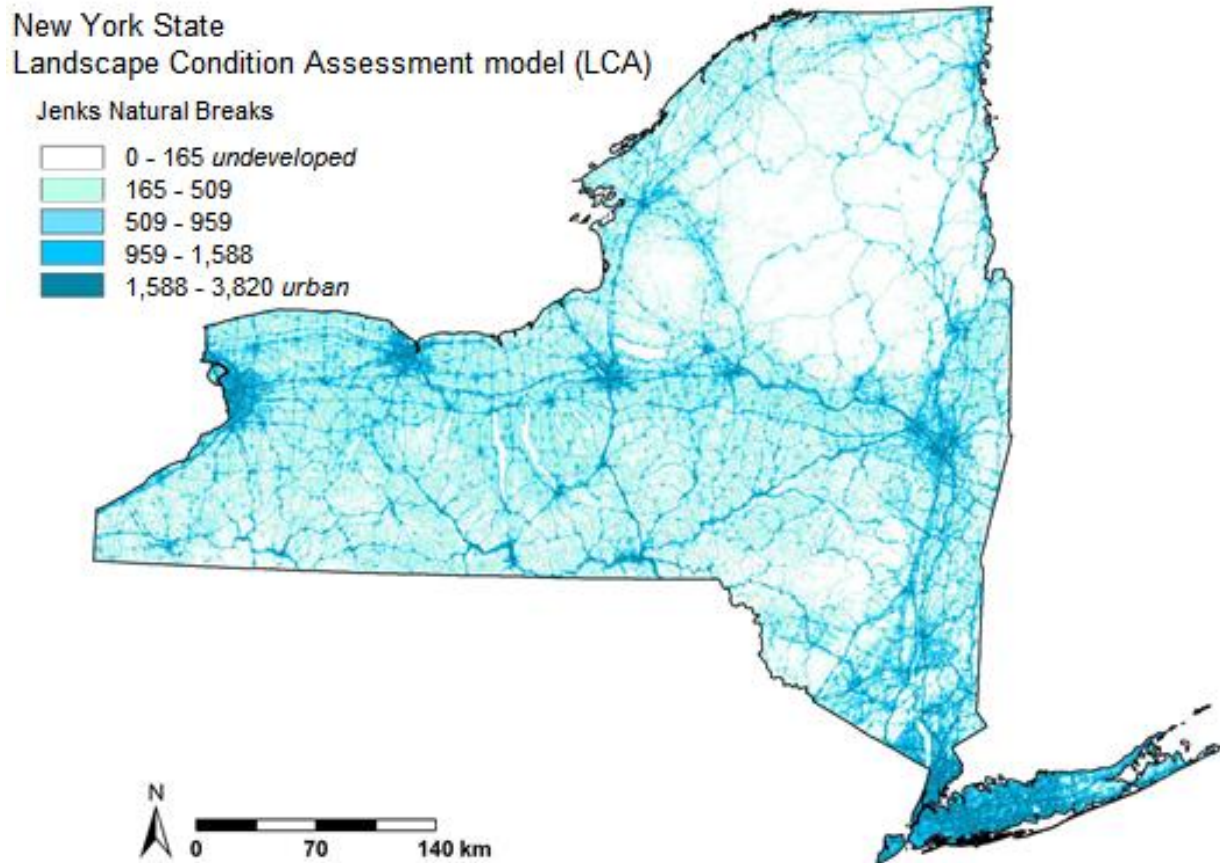 New York State
Landscape Condition Assessment model (LCA)
Jenks Natural Breaks
0 - 165 undeveloped
165 - 509
509 - 959
959 - 1,588
1,588 - 3,820 urban
N
0 70 140 km